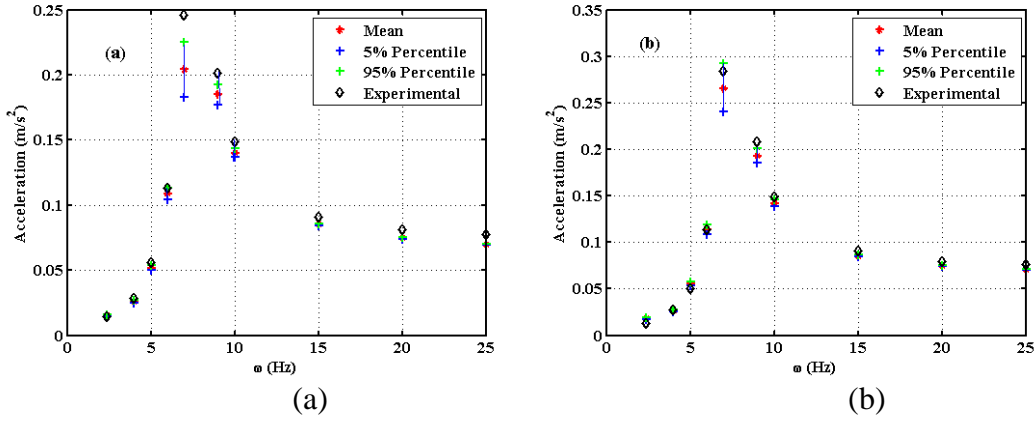 0.25
0.2
0.15
0.1
0.05
0
0 5 10 15 20 25
Acceleration (m/s²)
ω (Hz)
(a)
Mean
5% Percentile
95% Percentile
Experimental
(a)
0.35
0.3
0.25
0.2
0.15
0.1
0.05
0
0 5 10 15 20 25
Acceleration (m/s²)
ω (Hz)
(b)
Mean
5% Percentile
95% Percentile
Experimental
(b)